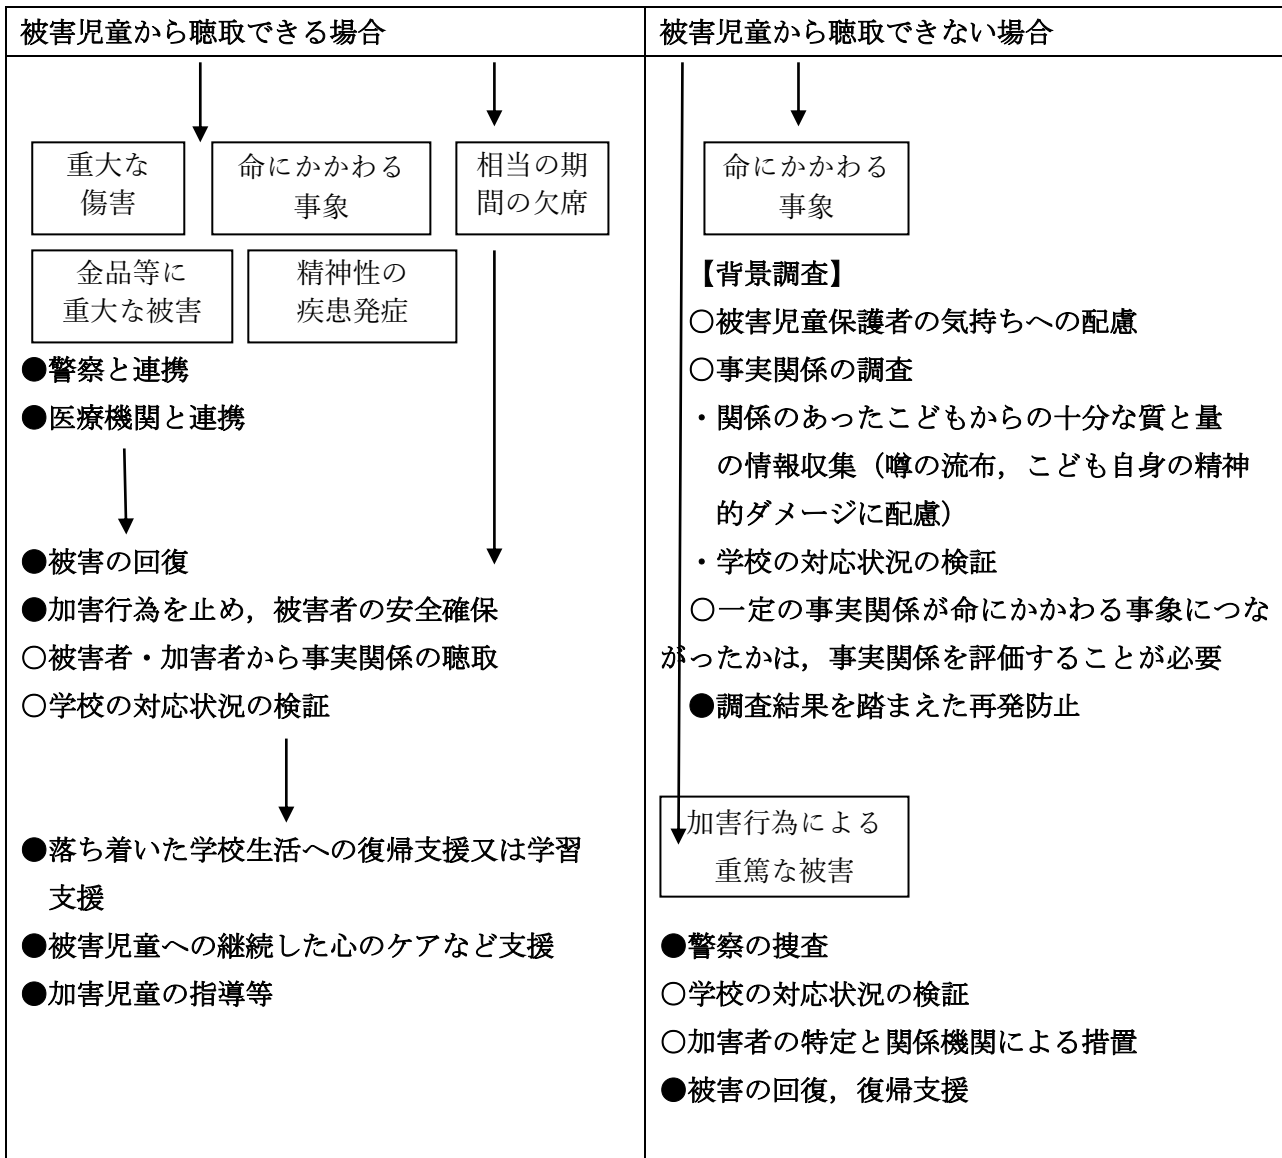 被害児童から聴取できる場合
重大な
傷害
命にかかわる
事象
相当の期
間の欠席
金品等に
重大な被害
精神性の
疾患発症
●警察と連携
●医療機関と連携
●被害の回復
●加害行為を止め，被害者の安全確保
〇被害者・加害者から事実関係の聴取
〇学校の対応状況の検証
●落ち着いた学校生活への復帰支援又は学習
支援
●被害児童への継続した心のケアなど支援
●加害児童の指導等
被害児童から聴取できない場合
命にかかわる
事象
【背景調査】
〇被害児童保護者の気持ちへの配慮
〇事実関係の調査
・関係のあったこどもからの十分な質と量
の情報収集（噂の流布，こども自身の精神
的ダメージに配慮）
・学校の対応状況の検証
〇一定の事実関係が命にかかわる事象につな
がったかは，事実関係を評価することが必要
●調査結果を踏まえた再発防止
加害行為による
重篤な被害
●警察の捜査
〇学校の対応状況の検証
〇加害者の特定と関係機関による措置
●被害の回復，復帰支援